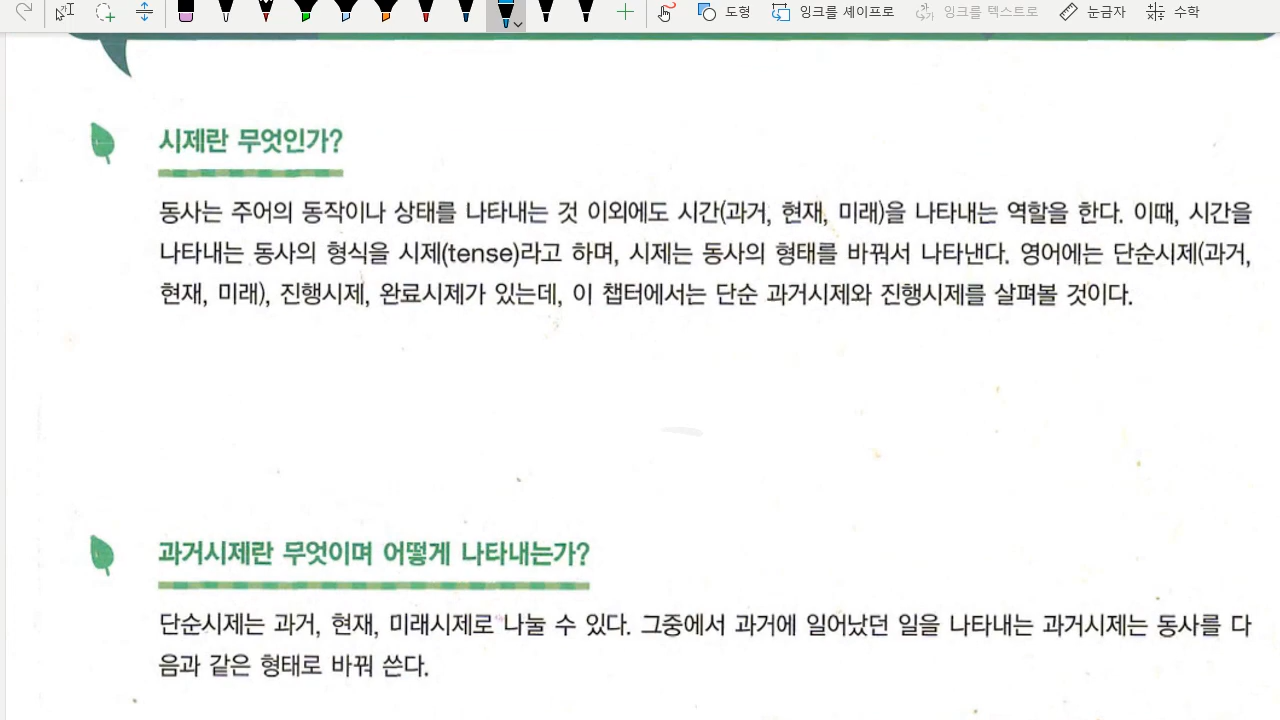 도형 잉크를 셰이프로 잉크를 텍스트로 눈금자 수학
시제란 무엇인가?
동사는 주어의 동작이나 상태를 나타내는 것 이외에도 시간(과거, 현재, 미래)을 나타내는 역할을 한다. 이때, 시간을
나타내는 동사의 형식을 시제(tense)라고 하며, 시제는 동사의 형태를 바꿔서 나타낸다. 영어에는 단순시제(과거,
현재, 미래), 진행시제, 완료시제가 있는데, 이 챕터에서는 단순 과거시제와 진행시제를 살펴볼 것이다.
과거시제란 무엇이며 어떻게 나타내는가?
단순시제는 과거, 현재, 미래시제로 나눌 수 있다. 그중에서 과거에 일어났던 일을 나타내는 과거시제는 동사를 다
음과 같은 형태로 바꿔 쓴다.